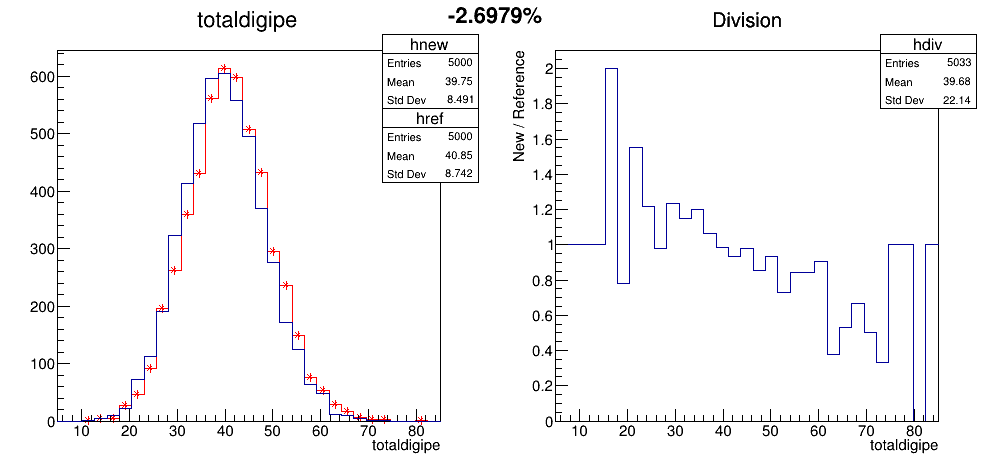 -2.6979%
totaldigipe
hnew
Entries 5000
Mean 39.75
Std Dev 8.491
href
Entries 5000
Mean 40.85
Std Dev 8.742
600
500
400
300
200
100
0
10 20 30 40 50 60 70 80
totaldigipe
Division
hdiv
Entries 5033
Mean 39.68
Std Dev 22.14
New / Reference
2
1.8
1.6
1.4
1.2
1
0.8
0.6
0.4
0.2
0
10 20 30 40 50 60 70 80
totaldigipe